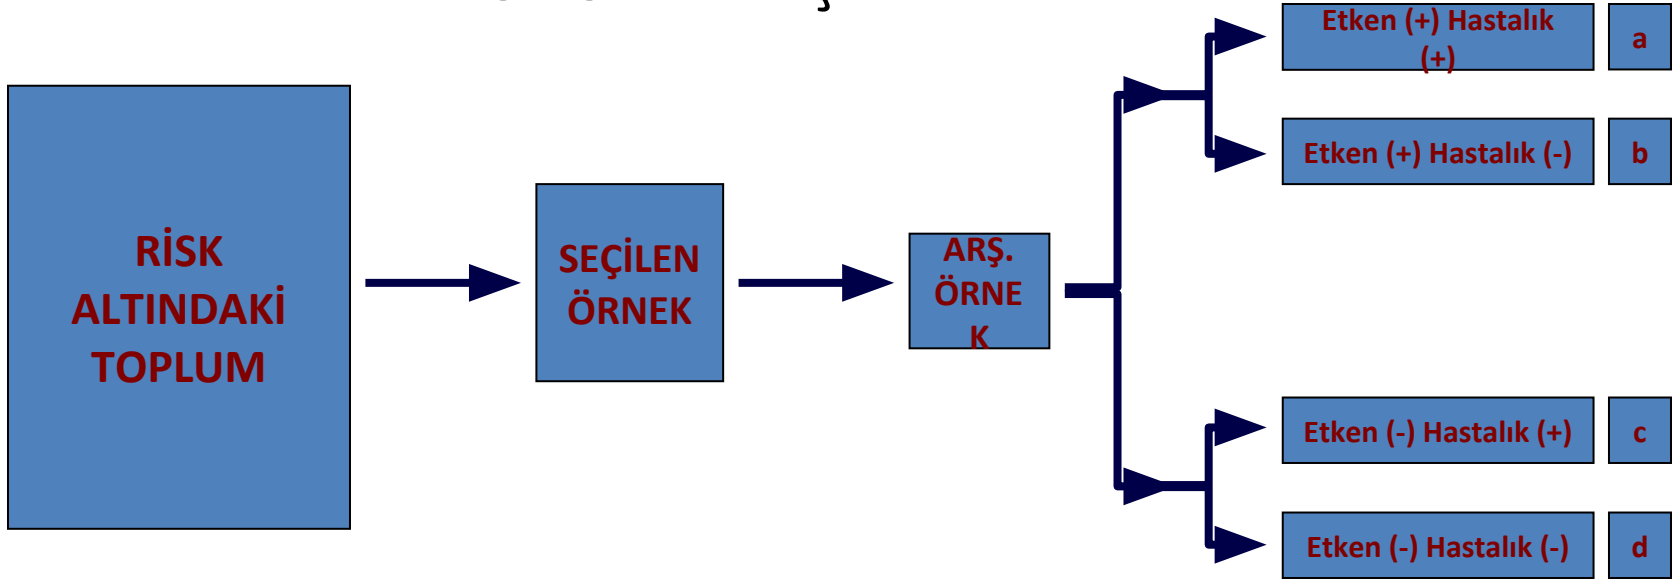 RİSK
ALTINDAKİ
TOPLUM
SEÇİLEN
ÖRNEK
ARŞ.
ÖRNE
K
Etken (+) Hastalık
(+)
a
Etken (+) Hastalık (-)
b
Etken (-) Hastalık (+)
c
Etken (-) Hastalık (-)
d